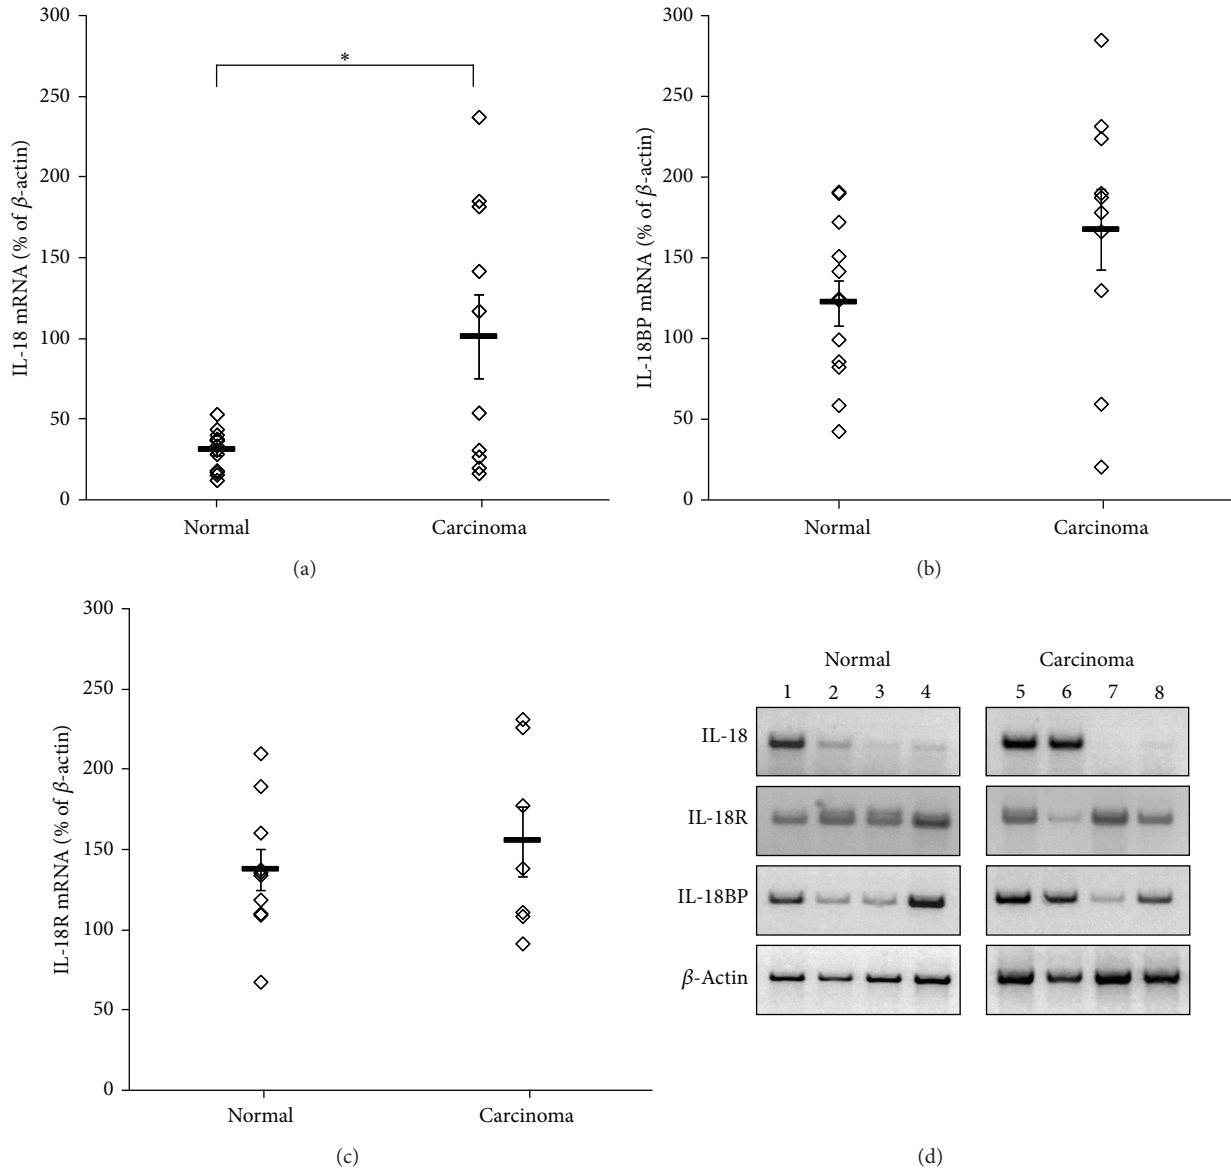 300
250
200
150
100
50
0
IL-18 mRNA (% of β-actin)
*
Normal
Carcinoma
(a)
300
250
200
150
100
50
0
IL-18BP mRNA (% of β-actin)
Normal
Carcinoma
(b)
300
250
200
150
100
50
0
IL-18R mRNA (% of β-actin)
Normal
Carcinoma
(c)
Normal
Carcinoma
1 2 3 4 5 6 7 8
IL-18
IL-18R
IL-18BP
β-Actin
(d)